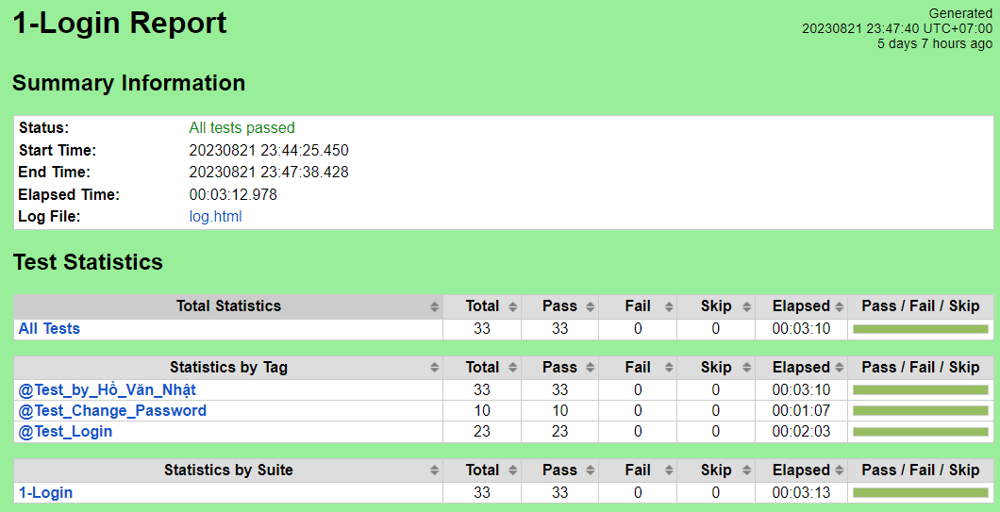 1-Login Report
Generated
20230821 23:47:40 UTC+07:00
5 days 7 hours ago
Summary Information
Status: All tests passed
Start Time: 20230821 23:44:25.450
End Time: 20230821 23:47:38.428
Elapsed Time: 00:03:12.978
Log File: log.html
Test Statistics
Total Statistics Total Pass Fail Skip Elapsed Pass / Fail / Skip
All Tests 33 33 0 0 00:03:10
Statistics by Tag Total Pass Fail Skip Elapsed Pass / Fail / Skip
@Test_by_Hồ_Văn_Nhật 33 33 0 0 00:03:10
@Test_Change_Password 10 10 0 0 00:01:07
@Test_Login 23 23 0 0 00:02:03
Statistics by Suite Total Pass Fail Skip Elapsed Pass / Fail / Skip
1-Login 33 33 0 0 00:03:13